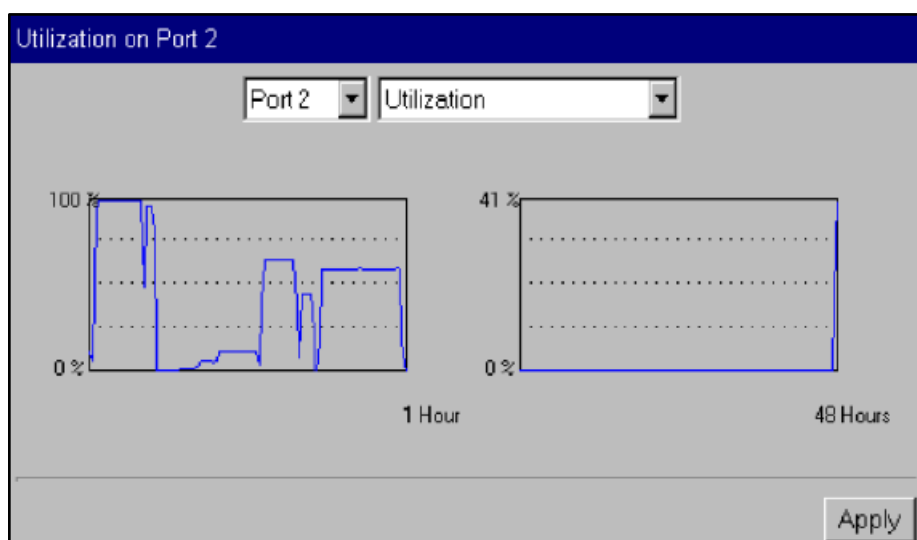 Utilization on Port 2
Port 2 Utilization
100 % 41 %
0 % 0 %
1 Hour 48 Hours
Apply